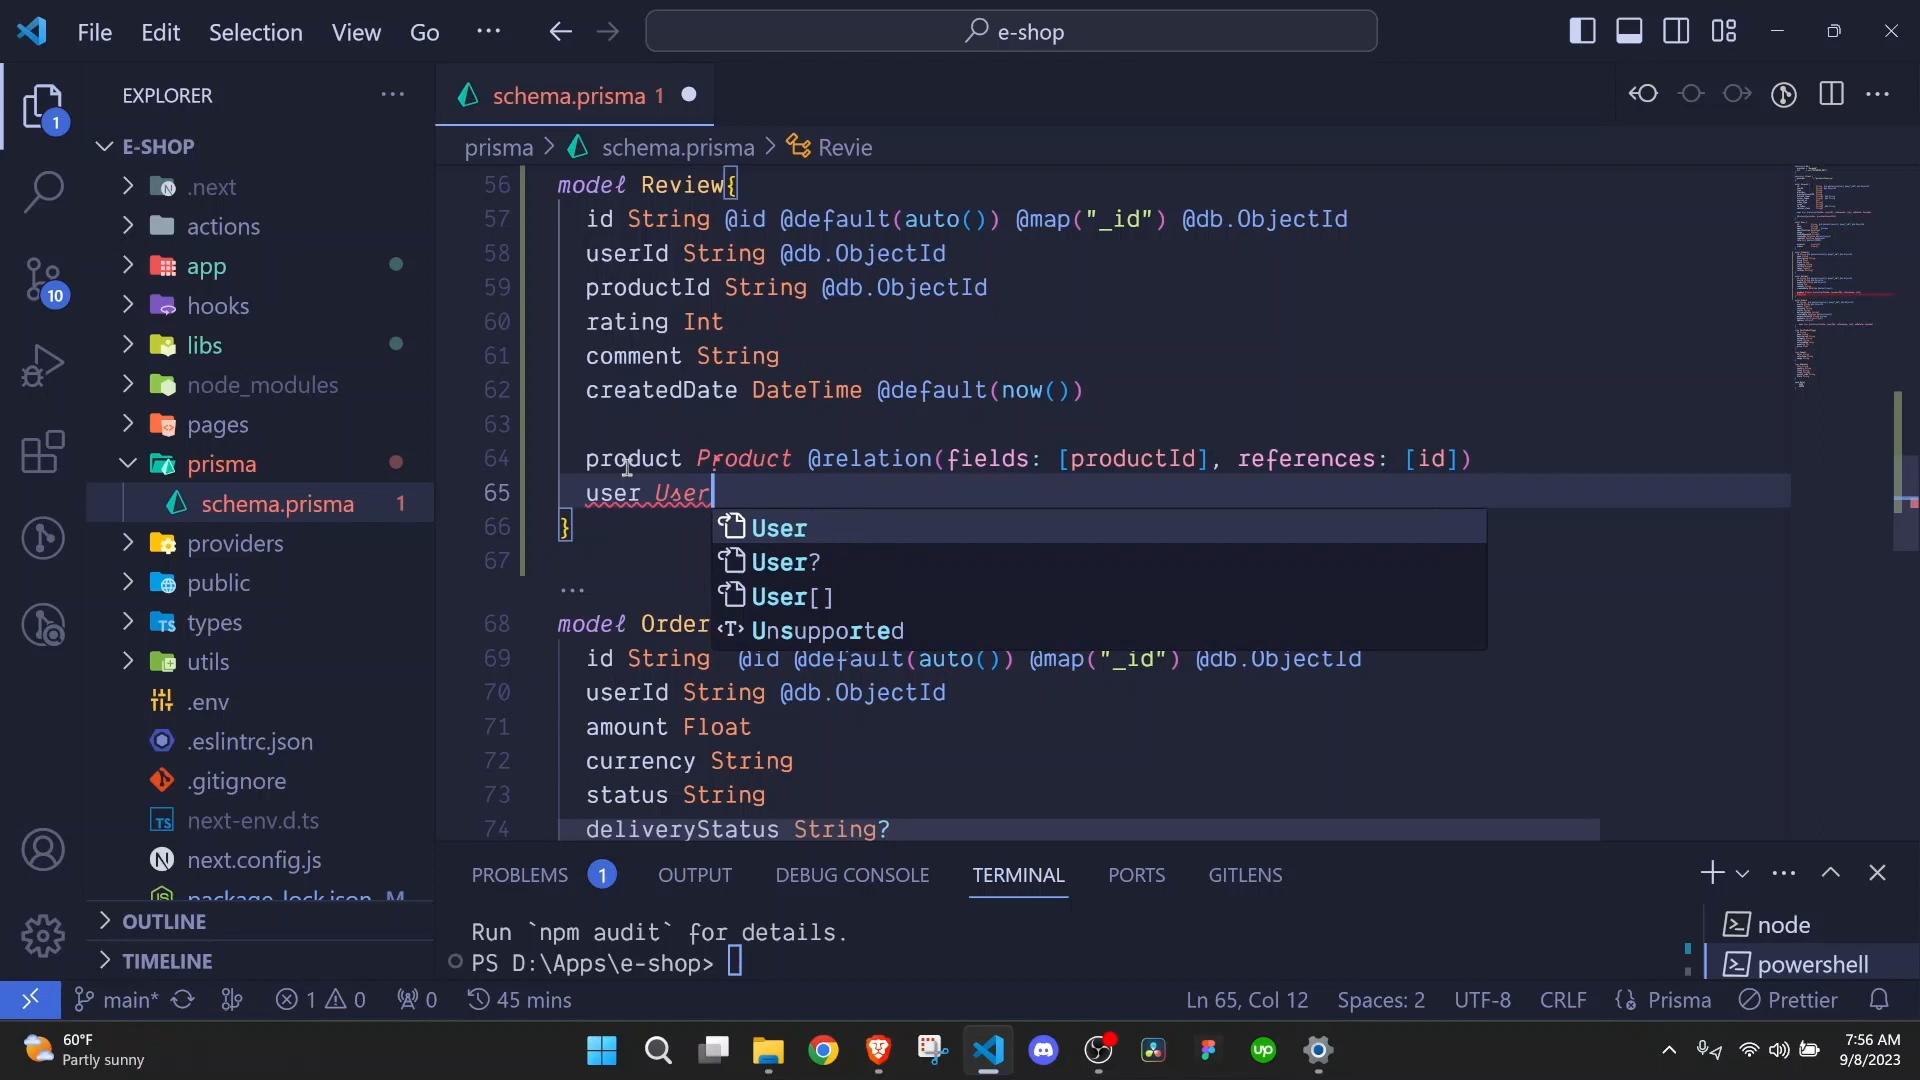 File Edit Selection View Go ...
e-shop
EXPLORER
schema.prisma 1
prisma > schema.prisma > Revie
E-SHOP
.next
actions
app
hooks
libs
node_modules
pages
prisma
schema.prisma 1
providers
public
types
utils
.env
.eslintrc.json
.gitignore
next-env.d.ts
next.config.js
package-lock.json M
OUTLINE
TIMELINE
1
10
56 model Review{
57 id String @id @default(auto()) @map("_id") @db.ObjectId
58 userId String @db.ObjectId
59 productId String @db.ObjectId
60 rating Int
61 comment String
62 createdDate DateTime @default(now())
63
64 product Product @relation(fields: [productId], references: [id])
65 user User
66 }
67
User
User?
User[]
Unsupported
68 model Order
69 id String @id @default(auto()) @map("_id") @db.ObjectId
70 userId String @db.ObjectId
71 amount Float
72 currency String
73 status String
74 deliveryStatus String?
PROBLEMS 1 OUTPUT DEBUG CONSOLE TERMINAL PORTS GITLENS
Run `npm audit` for details.
PS D:\Apps\e-shop>
node
powershell
main* 1 0 0 45 mins Ln 65, Col 12 Spaces: 2 UTF-8 CRLF Prisma Prettier
60°F
Partly sunny
7:56 AM
9/8/2023